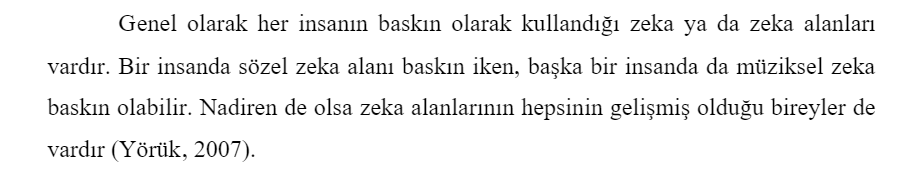 Genel olarak her insanın baskın olarak kullandığı zeka ya da zeka alanları
vardır. Bir insanda sözel zeka alanı baskın iken, başka bir insanda da müziksel zeka
baskın olabilir. Nadiren de olsa zeka alanlarının hepsinin gelişmiş olduğu bireyler de
vardır (Yörük, 2007).